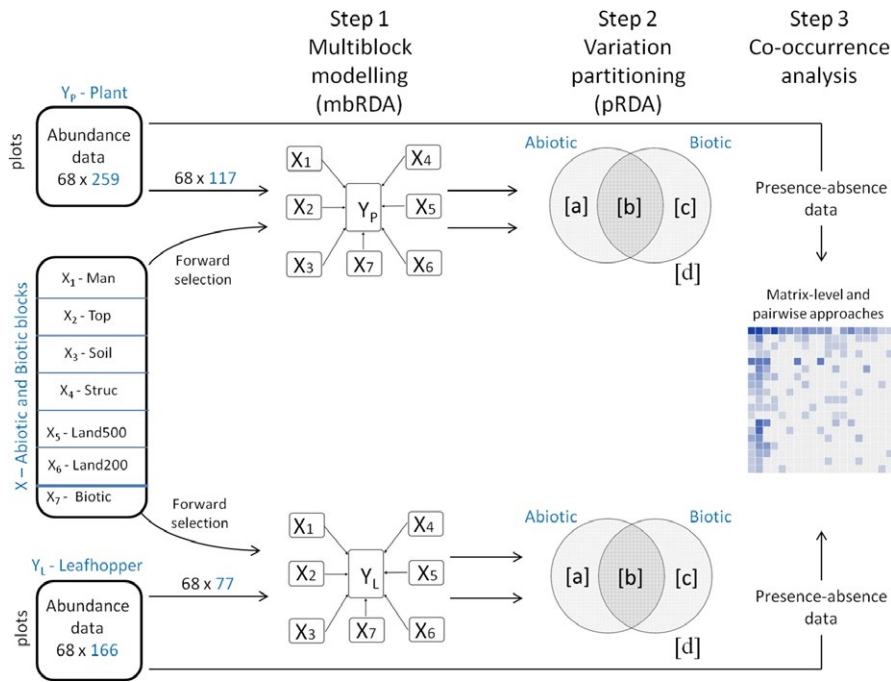 Step 1
Multiblock
modelling
(mbRDA)
Step 2
Variation
partitioning
(pRDA)
Step 3
Co-occurrence
analysis
Y_P - Plant
plots
Abundance
data
68 x 259
68 x 117
X1
X2
X3
X4
X5
X6
X7
Y_P
Abiotic
Biotic
[a]
[b]
[c]
[d]
Presence-absence
data
Forward
selection
X – Abiotic and Biotic blocks
X1 - Man
X2 - Top
X3 - Soil
X4 - Struc
X5 - Land500
X6 - Land200
X7 - Biotic
Matrix-level and
pairwise approaches
Forward
selection
Y_L - Leafhopper
plots
Abundance
data
68 x 166
68 x 77
X1
X2
X3
X4
X5
X6
X7
Y_L
Abiotic
Biotic
[a]
[b]
[c]
[d]
Presence-absence
data